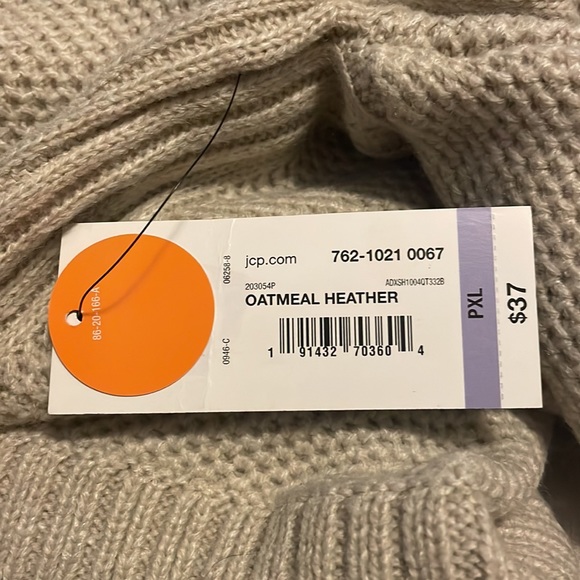 86-20-166-A
06258-8
0946-C
jcp.com 762-1021 0067
203054P ADXSH1004QT332B
OATMEAL HEATHER
1 91432 70360 4
PXL
$37